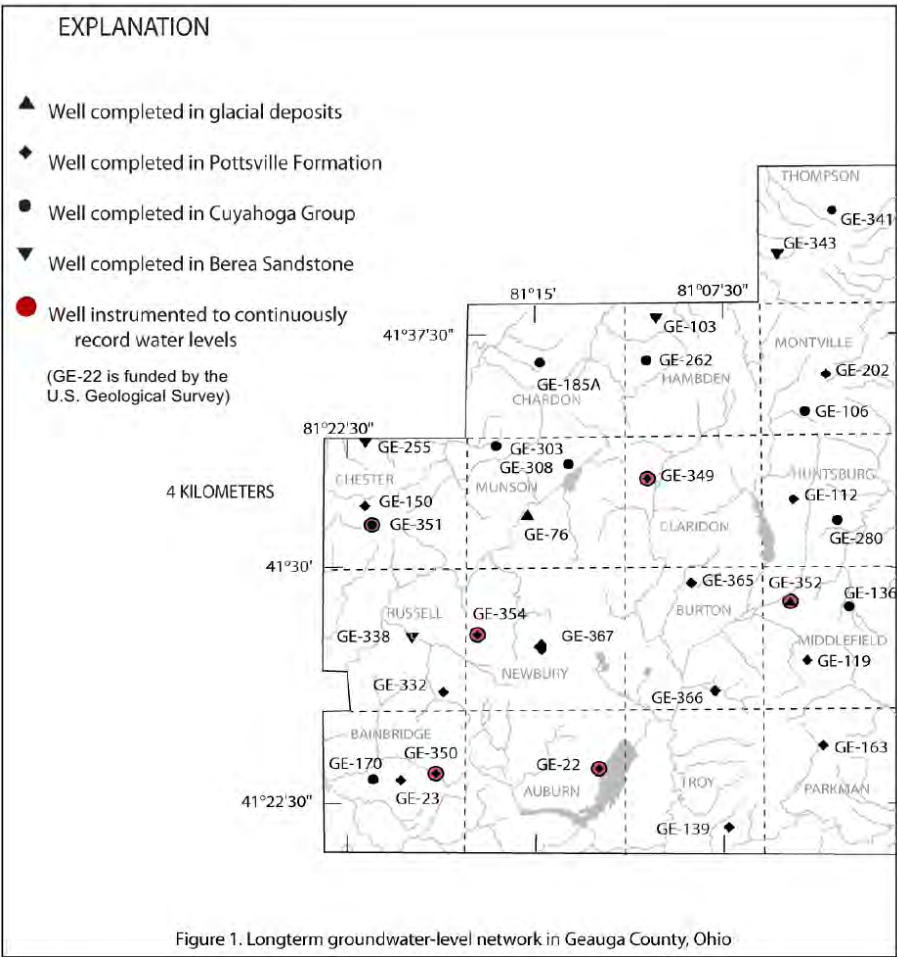 EXPLANATION
Well completed in glacial deposits
Well completed in Pottsville Formation
Well completed in Cuyahoga Group
Well completed in Berea Sandstone
Well instrumented to continuously
record water levels
(GE-22 is funded by the
U.S. Geological Survey)
THOMPSON
GE-341
GE-343
81°15'
81°07'30"
41°37'30"
GE-103
MONTVILLE
GE-262
GE-202
HAMBDEN
GE-185A
CHARDON
GE-106
81°22'30"
GE-255
GE-303
GE-308
CHESTER
MUNSON
GE-349
HUNTSBURG
4 KILOMETERS
GE-150
GE-112
GE-351
CLARIDON
GE-76
GE-280
41°30'
GE-365
GE-352
GE-136
RUSSELL
GE-354
BURTON
GE-338
GE-367
MIDDLEFIELD
NEWBURY
GE-119
GE-332
GE-366
BAINBRIDGE
GE-350
GE-163
GE-170
GE-22
GE-23
AUBURN
TROY
PARKMAN
41°22'30"
GE-139
Figure 1. Longterm groundwater-level network in Geauga County, Ohio